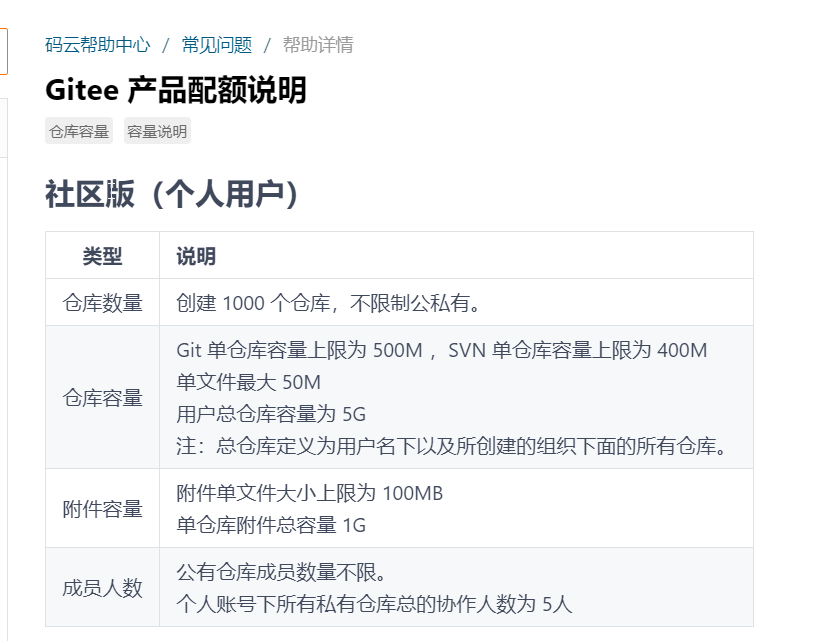 码云帮助中心 / 常见问题 / 帮助详情
Gitee 产品配额说明
仓库容量 容量说明
社区版（个人用户）
类型 说明
仓库数量 创建 1000 个仓库，不限制公私有。
Git 单仓库容量上限为 500M ，SVN 单仓库容量上限为 400M
单文件最大 50M
仓库容量
用户总仓库容量为 5G
注：总仓库定义为用户名下以及所创建的组织下面的所有仓库。
附件单文件大小上限为 100MB
附件容量
单仓库附件总容量 1G
公有仓库成员数量不限。
成员人数
个人账号下所有私有仓库总的协作人数为 5人